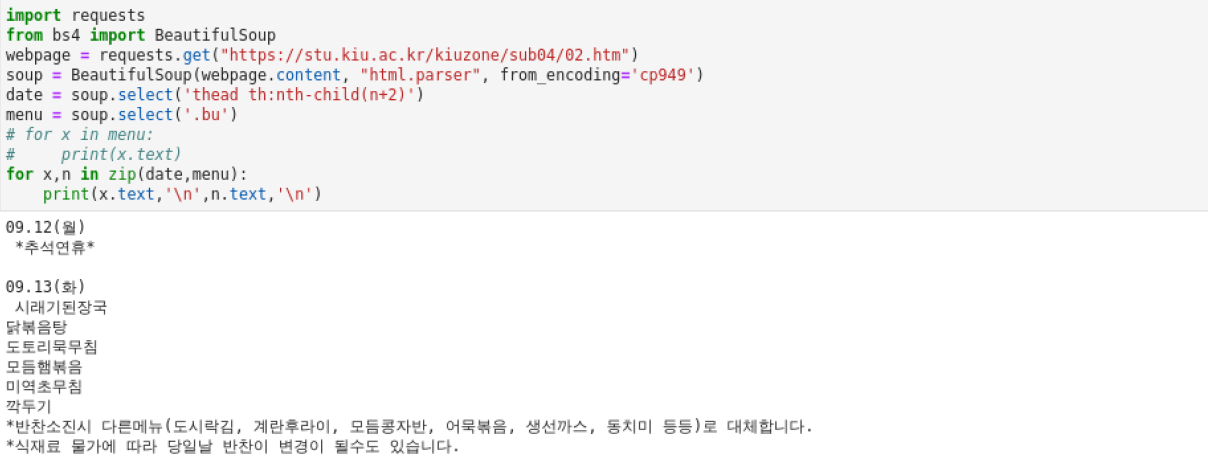 import requests
from bs4 import BeautifulSoup
webpage = requests.get("https://stu.kiu.ac.kr/kiuzone/sub04/02.htm")
soup = BeautifulSoup(webpage.content, "html.parser", from_encoding='cp949')
date = soup.select('thead th:nth-child(n+2)')
menu = soup.select('.bu')
# for x in menu:
#     print(x.text)
for x,n in zip(date,menu):
    print(x.text,'\n',n.text,'\n')
09.12(월)
 *추석연휴*
09.13(화)
 시래기된장국
닭볶음탕
도토리묵무침
모듬햄볶음
미역초무침
깍두기
*반찬소진시 다른메뉴(도시락김, 계란후라이, 모듬콩자반, 어묵볶음, 생선까스, 동치미 등등)로 대체합니다.
*식재료 물가에 따라 당일날 반찬이 변경이 될수도 있습니다.